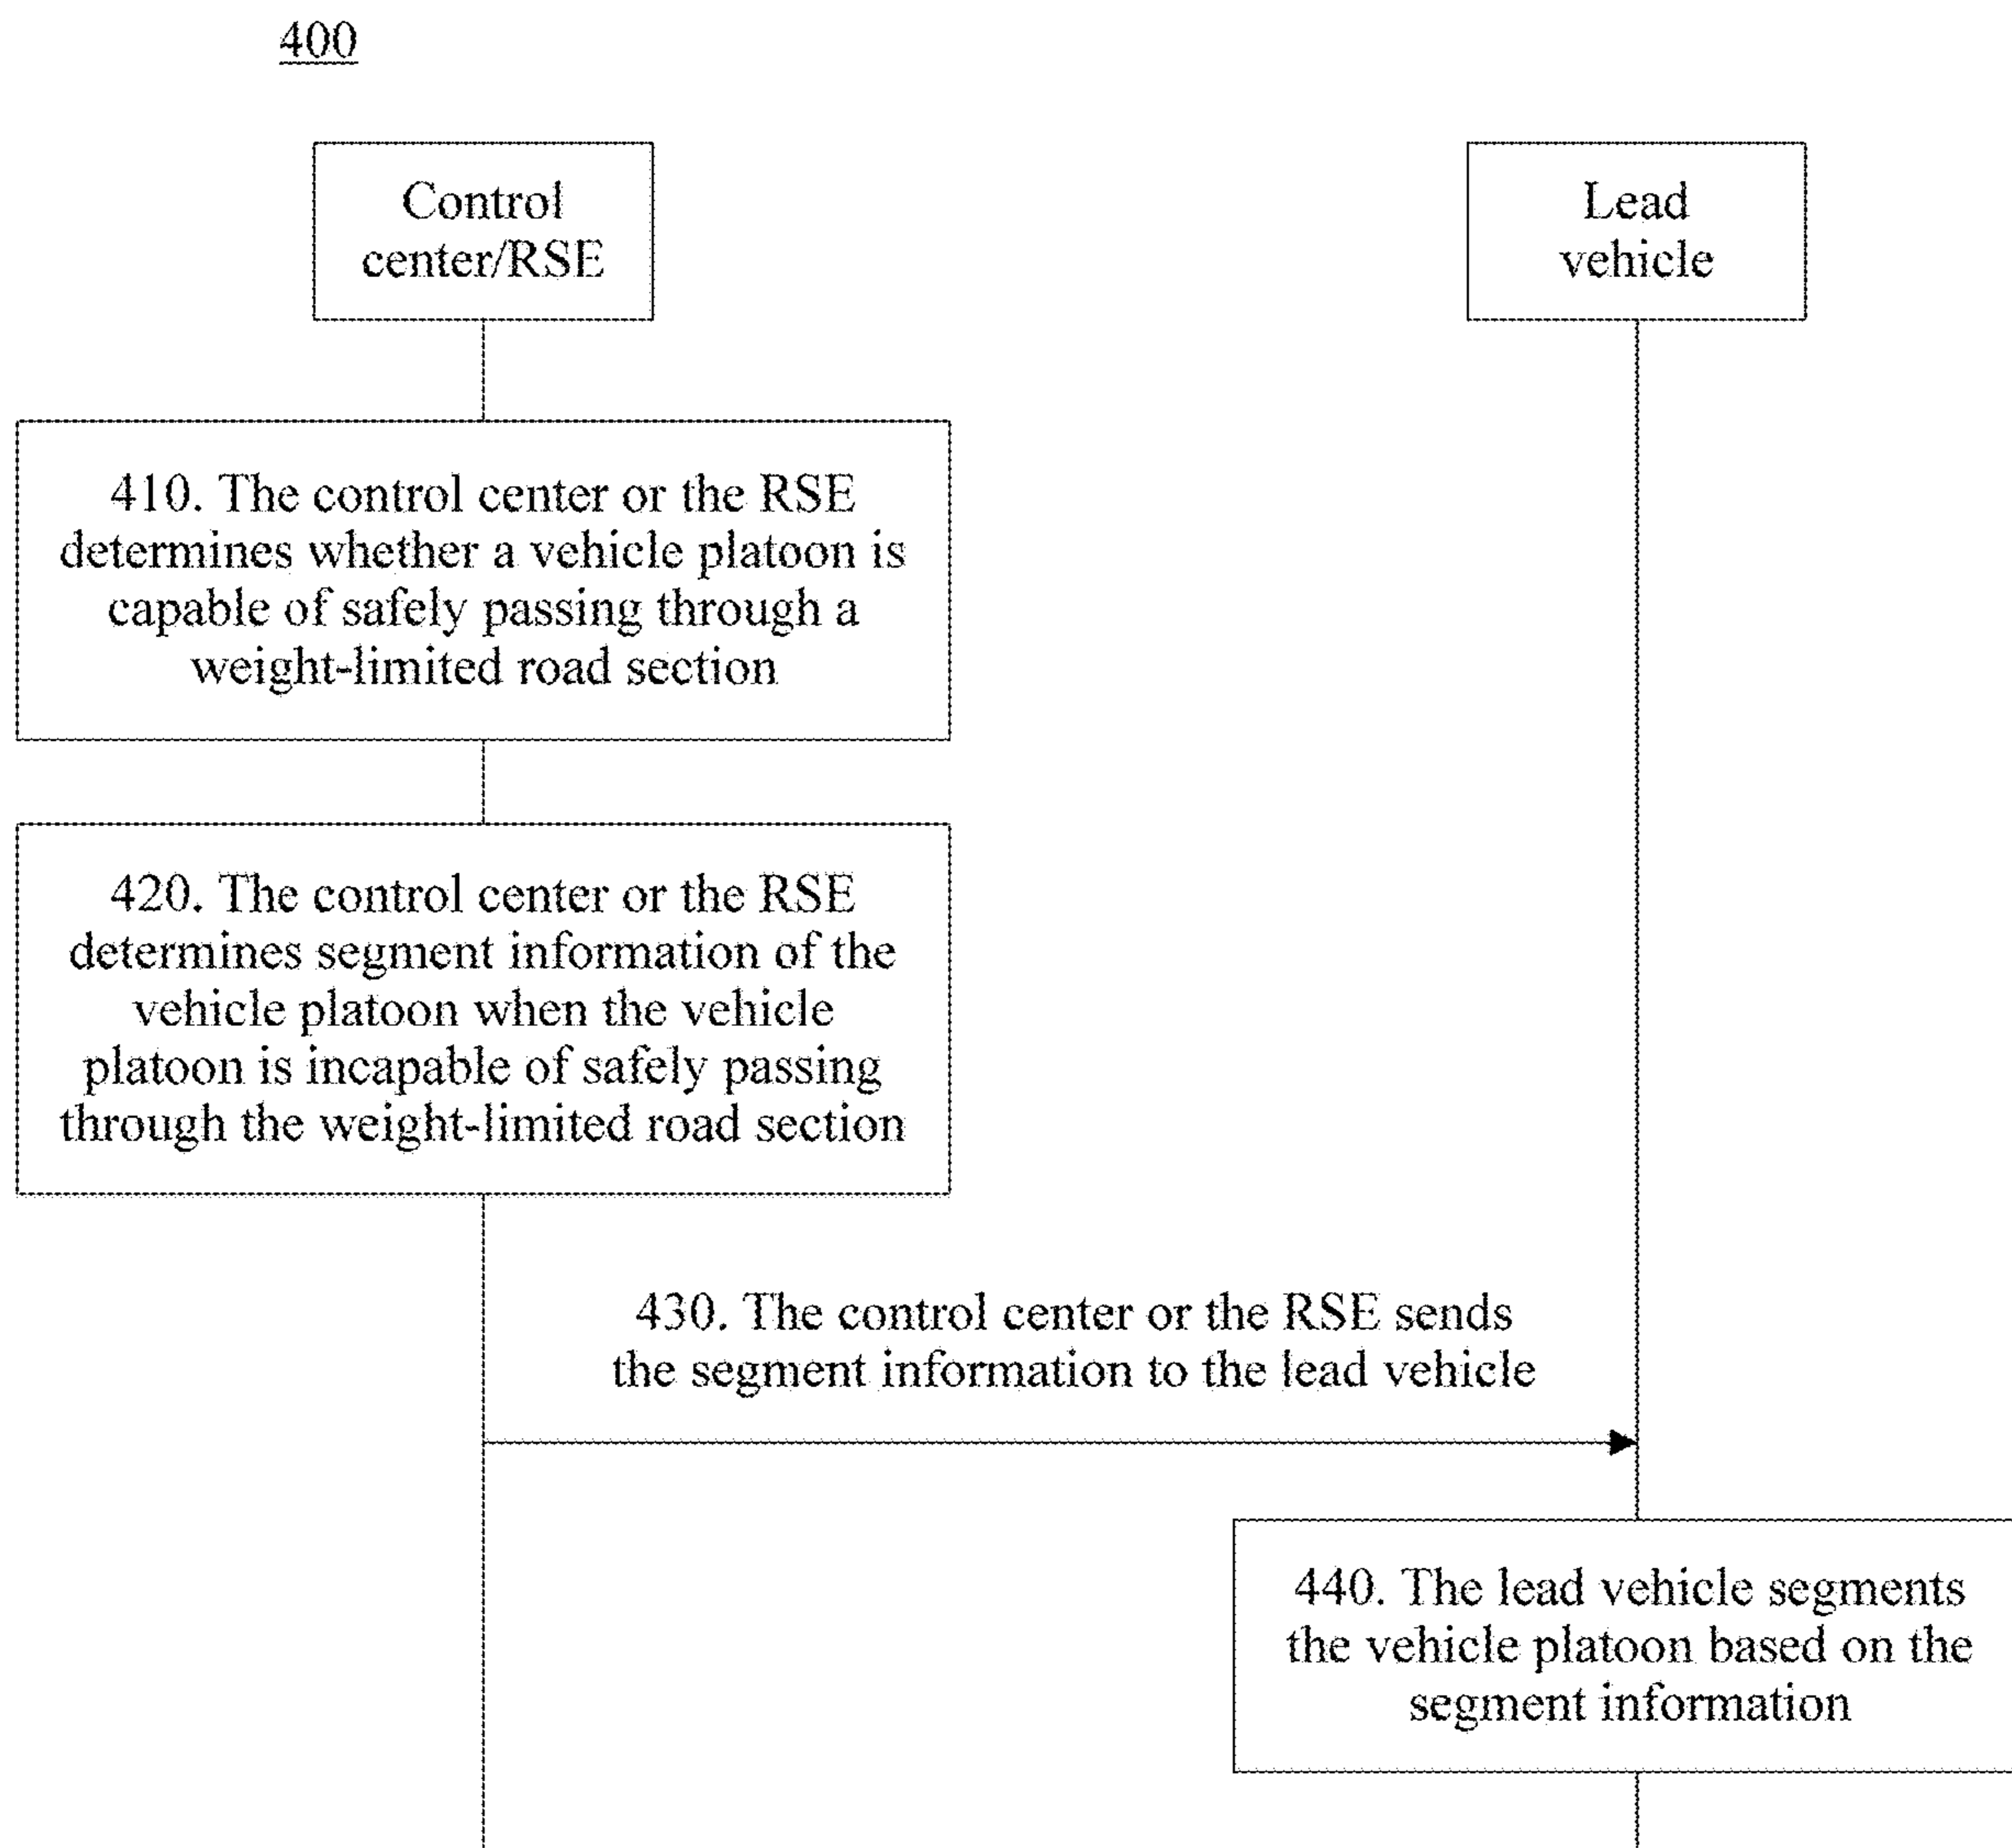 400
Control
center/RSE
Lead
vehicle
410. The control center or the RSE
determines whether a vehicle platoon is
capable of safely passing through a
weight-limited road section
420. The control center or the RSE
determines segment information of the
vehicle platoon when the vehicle
platoon is incapable of safely passing
through the weight-limited road section
430. The control center or the RSE sends
the segment information to the lead vehicle
440. The lead vehicle segments
the vehicle platoon based on the
segment information